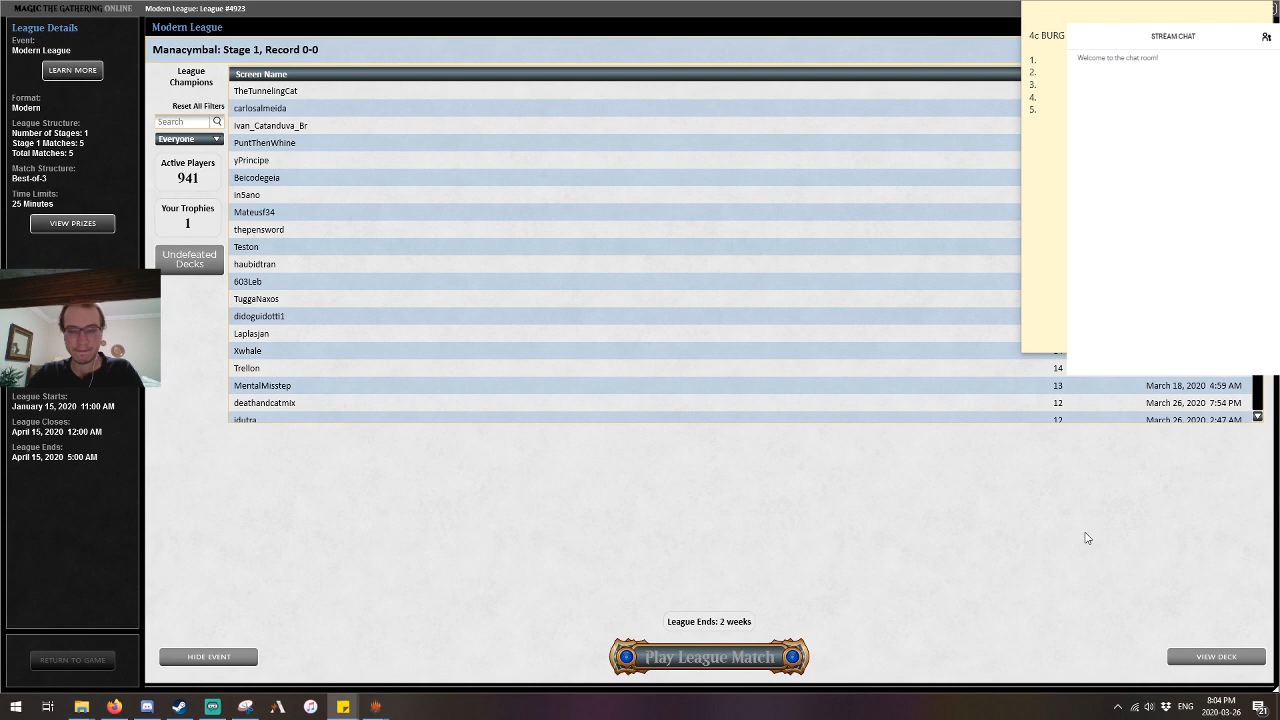 MAGIC THE GATHERING ONLINE
Modern League: League #4923
League Details
Event:
Modern League
LEARN MORE
Format:
Modern
League Structure:
Number of Stages: 1
Stage 1 Matches: 5
Total Matches: 5
Match Structure:
Best-of-3
Time Limits:
25 Minutes
VIEW PRIZES
League Starts:
January 15, 2020 11:00 AM
League Closes:
April 15, 2020 12:00 AM
League Ends:
April 15, 2020 5:00 AM
RETURN TO GAME
Modern League
Manacymbal: Stage 1, Record 0-0
League
Champions
Reset All Filters
Search
Everyone
Active Players
941
Your Trophies
1
Undefeated
Decks
Screen Name
TheTunnelingCat
carlosalmeida
Ivan_Catanduva_Br
PuntThenWhine
yPrincipe
Beicodegeia
in5ano
Mateusf34
thepensword
Teston
haubidtran
603Leb
TuggaNaxos
didoguidotti1
Laplasjan
Xwhale
Trellon 14
MentalMisstep 13 March 18, 2020 4:59 AM
deathandcatmix 12 March 26, 2020 7:54 PM
idutra 12 March 26, 2020 2:47 AM
4c BURG
1.
2.
3.
4.
5.
STREAM CHAT
Welcome to the chat room!
League Ends: 2 weeks
HIDE EVENT
Play League Match
VIEW DECK
ENG
8:04 PM
2020-03-26